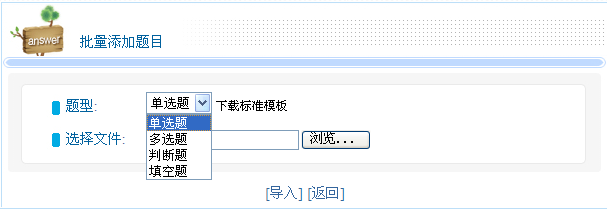 answer
批量添加题目
题型: 单选题 下载标准模板
单选题
选择文件: 多选题 浏览...
判断题
填空题
[导入] [返回]